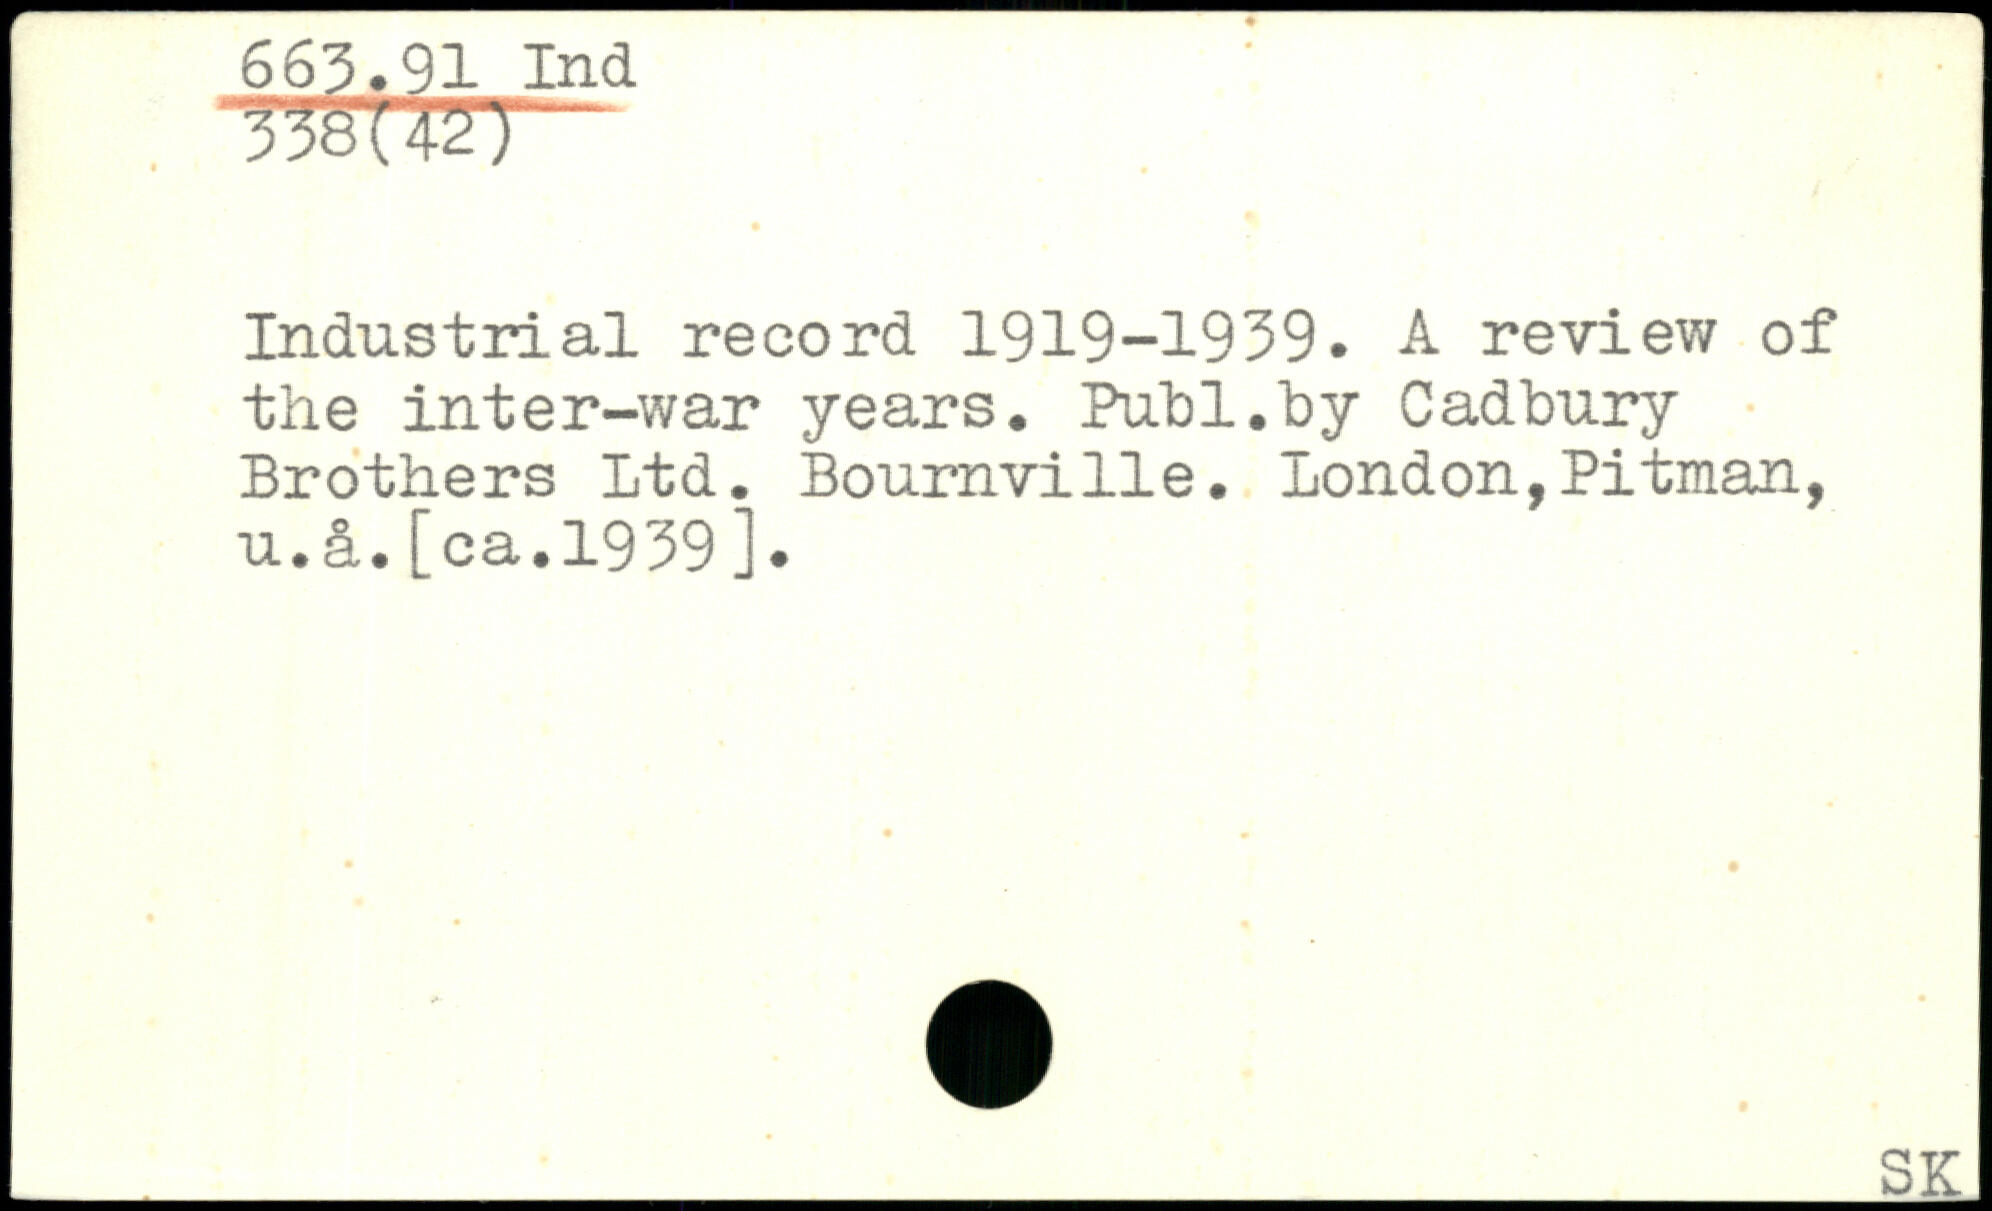 663.91 Ind
338(42)
Industrial record 1919-1939. A review of
the inter-war years. Publ.by Cadbury
Brothers Ltd. Bournville. London,Pitman,
u.å.[ca.1939].
SK